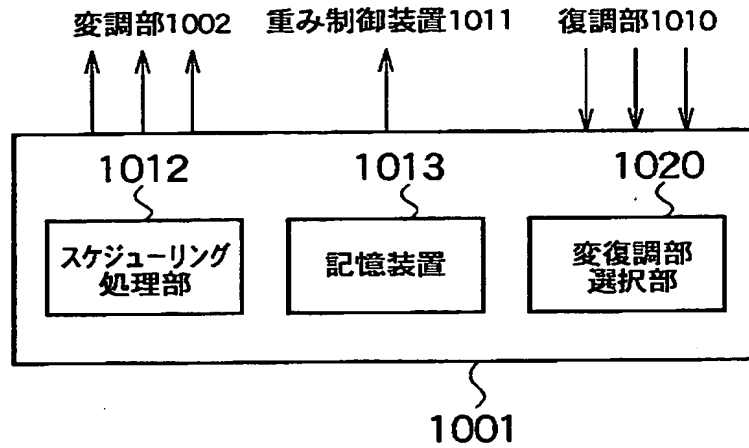 変調部1002 重み制御装置1011 復調部1010
1012 1013 1020
スケジューリング
処理部
記憶装置
変復調部
選択部
1001